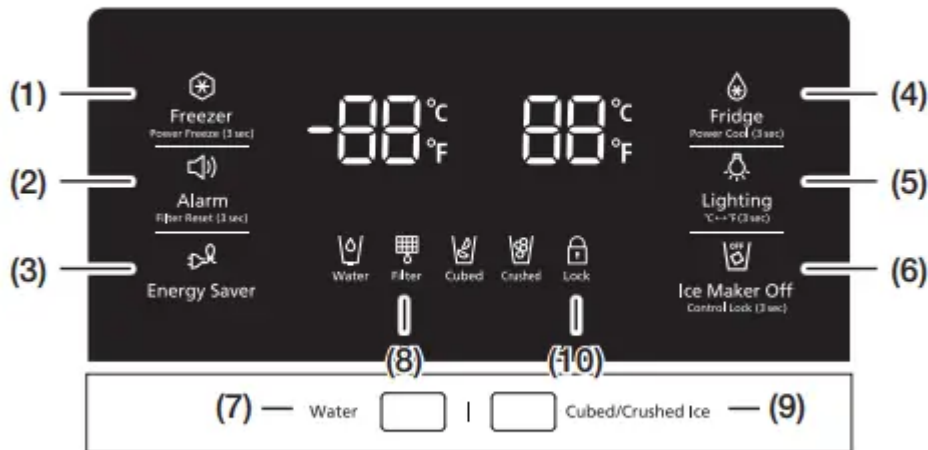 (1)
Freezer
Power Freeze (3 sec)
(2)
Alarm
Filter Reset (3 sec)
(3)
Energy Saver
-88 °C °F
88 °C °F
(4)
Fridge
Power Cool (3 sec)
(5)
Lighting
°C↔°F (3 sec)
OFF
(6)
Ice Maker Off
Control Lock (3 sec)
Water Filter Cubed Crushed Lock
(8) (10)
(7) Water | Cubed/Crushed Ice (9)